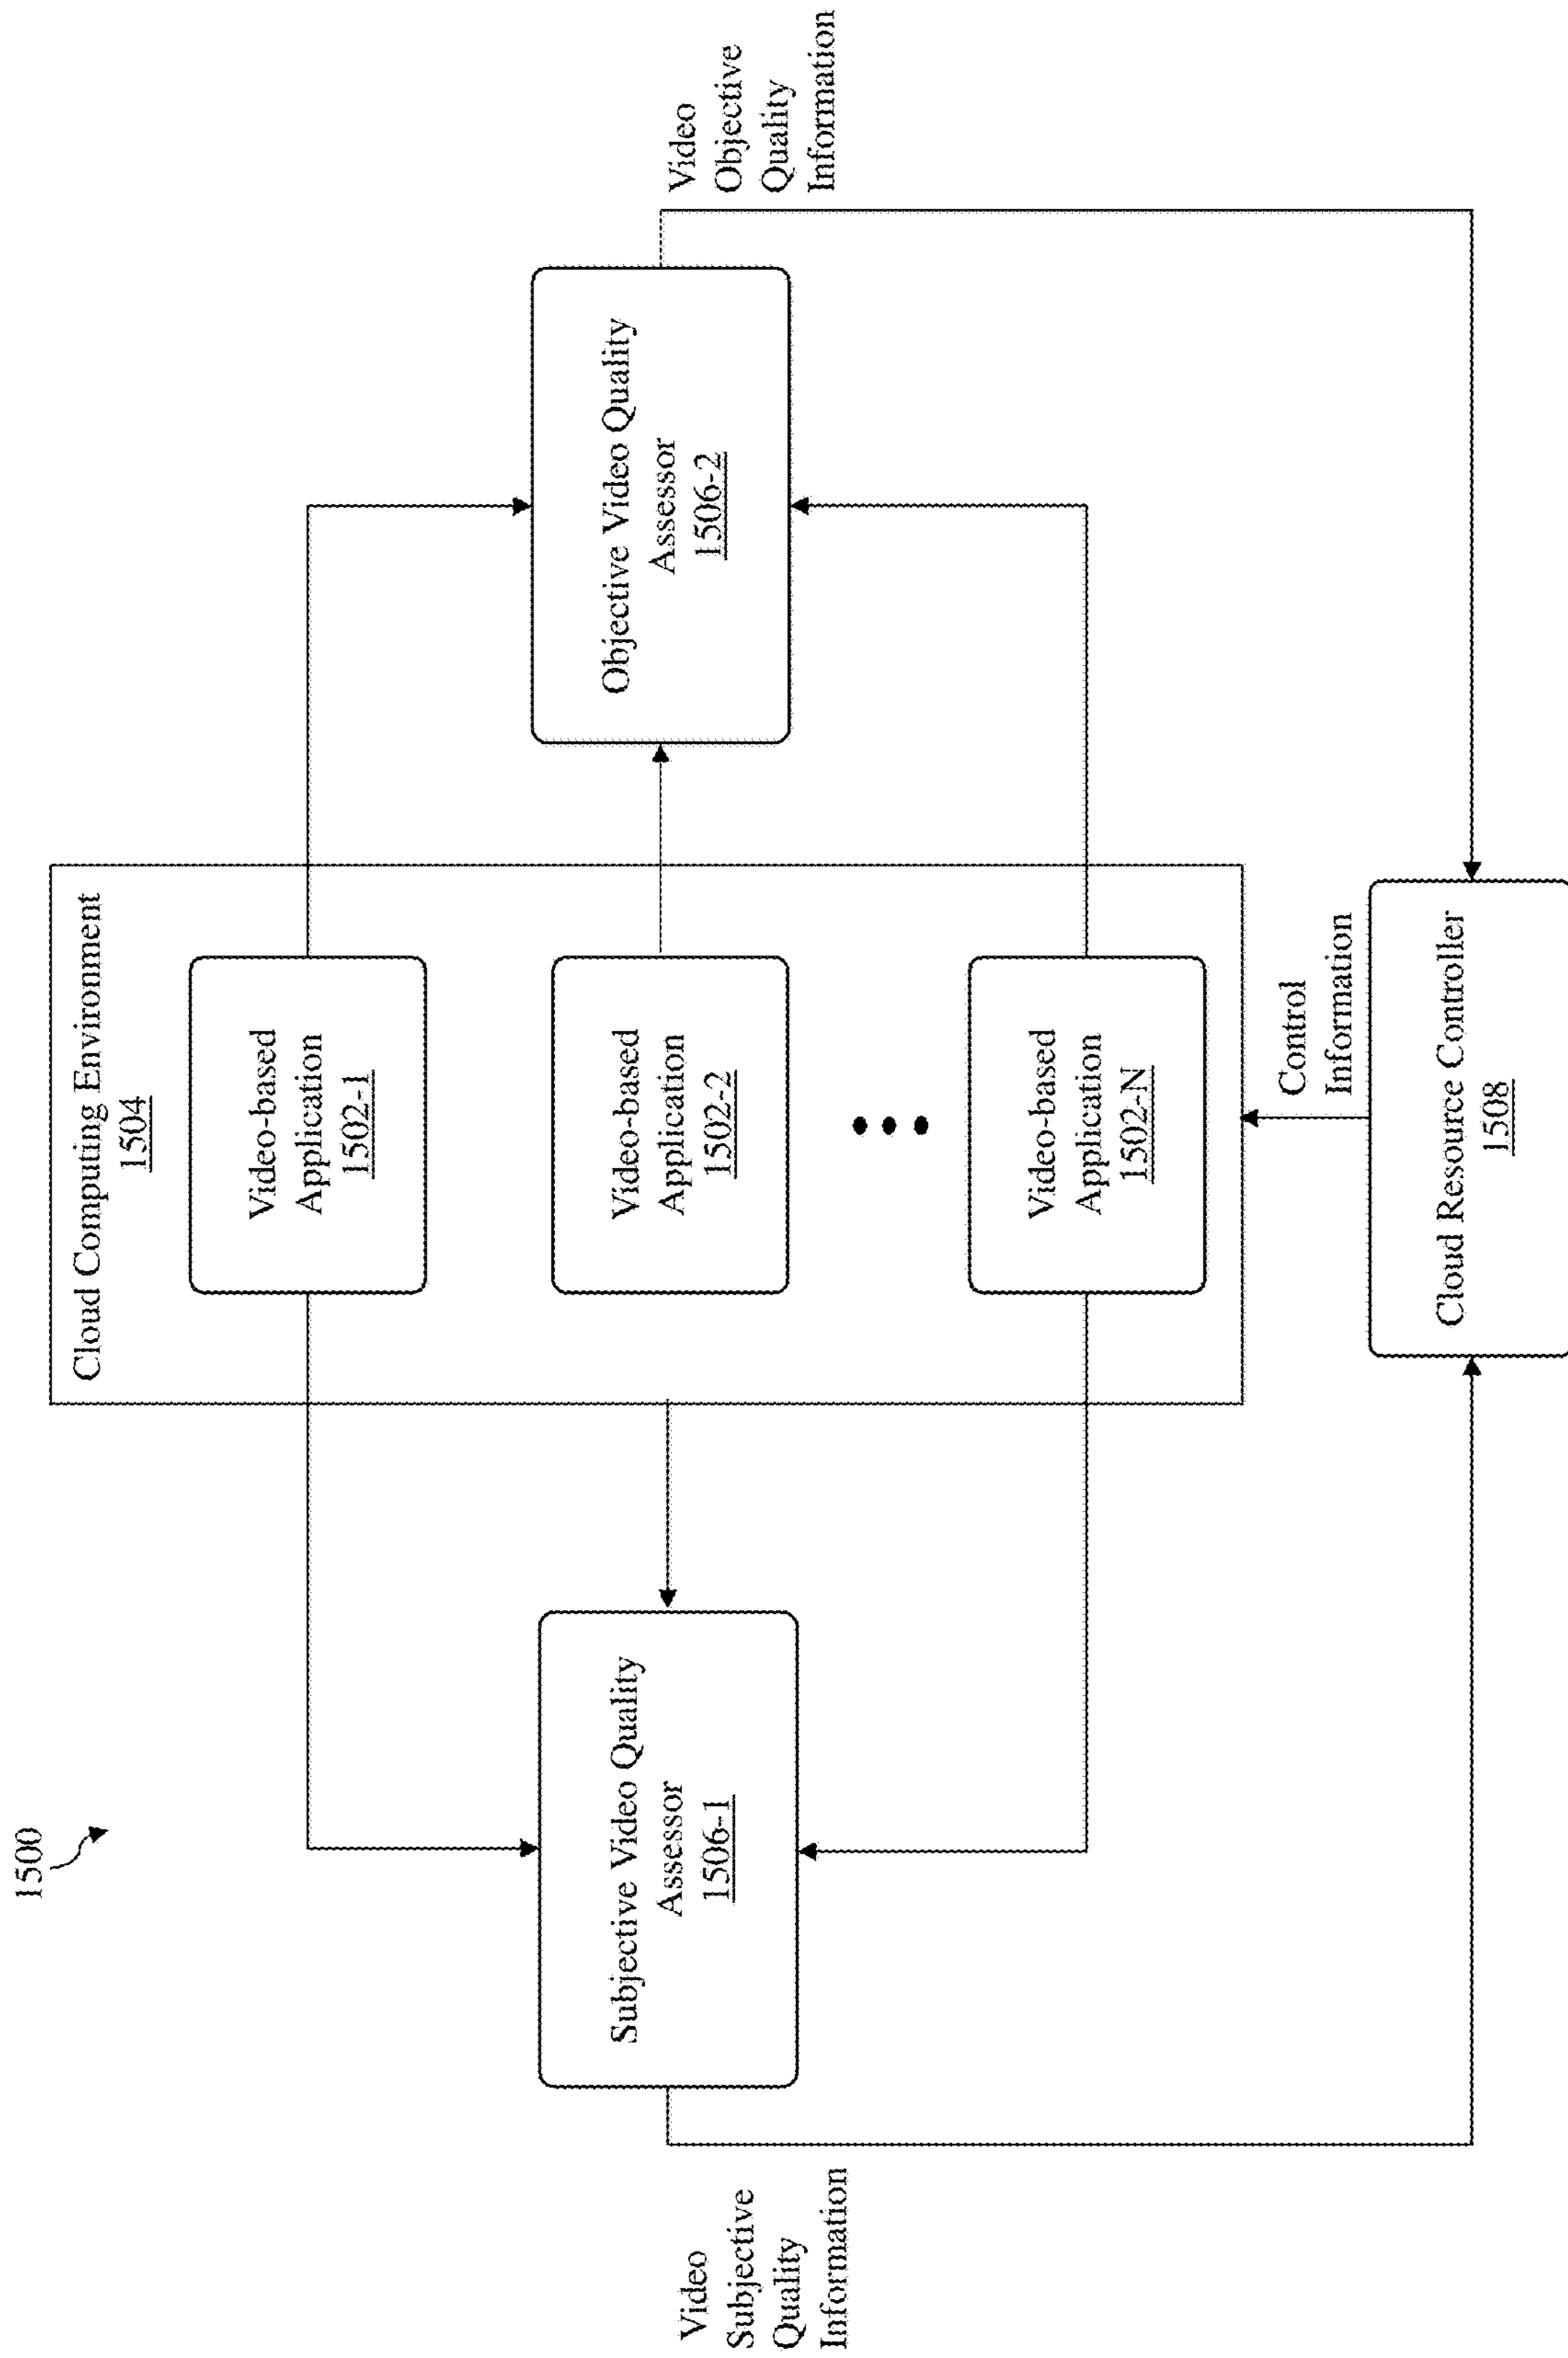 1500
Cloud Computing Environment
1504
Video-based
Application
1502-1
Video-based
Application
1502-2
Video-based
Application
1502-N
Subjective Video Quality
Assessor
1506-1
Objective Video Quality
Assessor
1506-2
Video
Subjective
Quality
Information
Video
Objective
Quality
Information
Control
Information
Cloud Resource Controller
1508